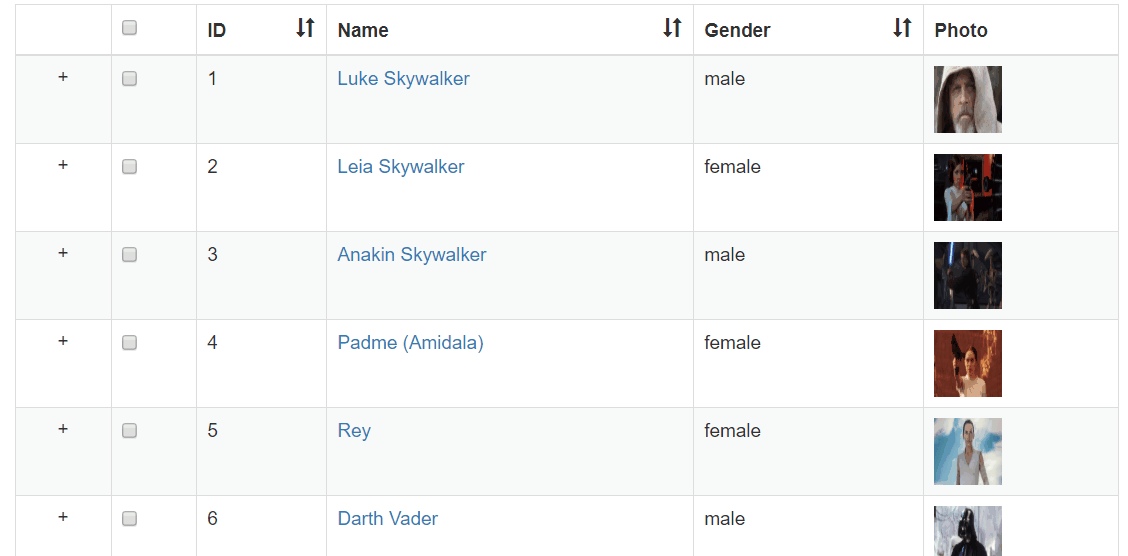 ID Name Gender Photo
+ 1 Luke Skywalker male
+ 2 Leia Skywalker female
+ 3 Anakin Skywalker male
+ 4 Padme (Amidala) female
+ 5 Rey female
+ 6 Darth Vader male